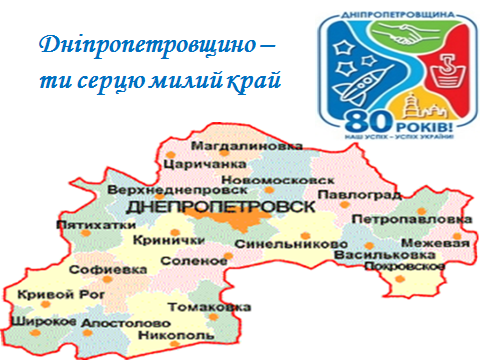 Дніпропетровщино –
ти серцю милий край
ДНІПРОПЕТРОВЩИНА
80 РОКІВ!
НАШ УСПІХ - УСПІХ УКРАЇНИ!
Магдалиновка
Царичанка
Новомосковск
Верхнеднепровск
Павлоград
ДНЕПРОПЕТРОВСК
Петропавловка
Пятихатки
Кринички
Синельниково
Межевая
Васильковка
Соленое
Покровское
Софиевка
Кривой Рог
Томаковка
Широкое
Апостолово
Никополь